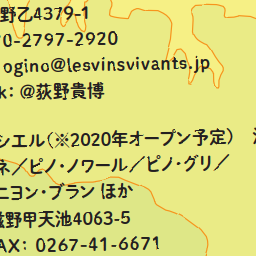 野乙4379-1
0-2797-2920
ogino@lesvinsvivants.jp
k: @荻野貴博
シエル(※2020年オープン予定)
ネ／ピノ・ノワール／ピノ・グリ／
ニヨン・ブラン ほか
滋野甲天池4063-5
AX: 0267-41-6671